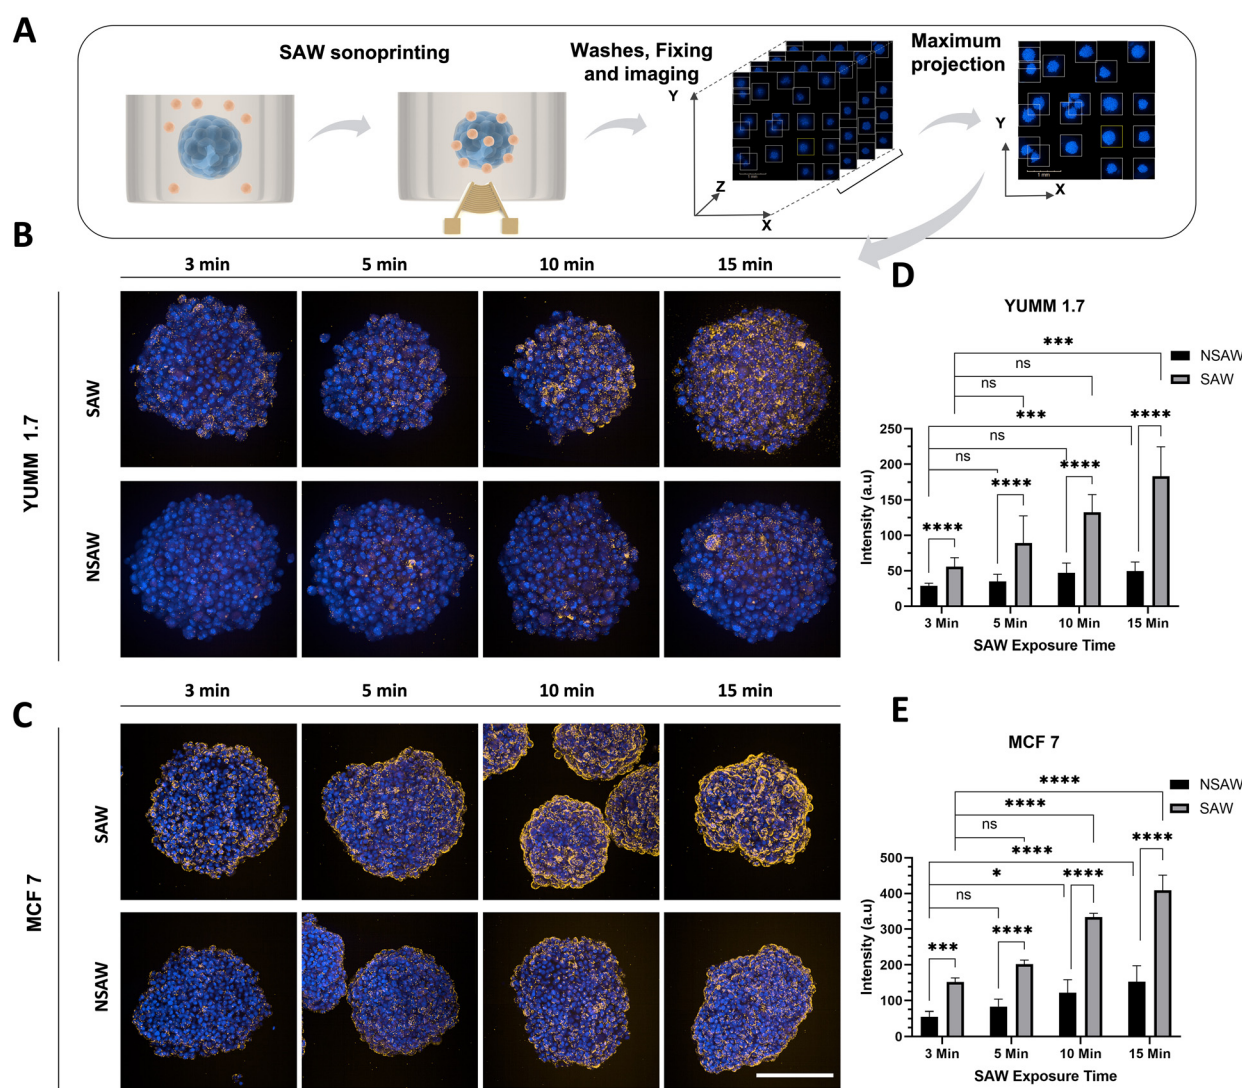 A
SAW sonoprinting
Washes, Fixing
and imaging
Maximum
projection
Y
Z
X
1 mm
Y
X
1 mm
B
3 min
5 min
10 min
15 min
YUMM 1.7
SAW
NSAW
C
3 min
5 min
10 min
15 min
MCF 7
SAW
NSAW
D
YUMM 1.7
NSAW
SAW
***
ns
ns
***
ns
ns
****
****
****
****
Intensity (a.u)
250
200
150
100
50
0
3 Min
5 Min
10 Min
15 Min
SAW Exposure Time
E
MCF 7
NSAW
SAW
****
****
ns
****
*
ns
***
****
****
****
Intensity (a.u)
500
400
300
200
100
0
3 Min
5 Min
10 Min
15 Min
SAW Exposure Time